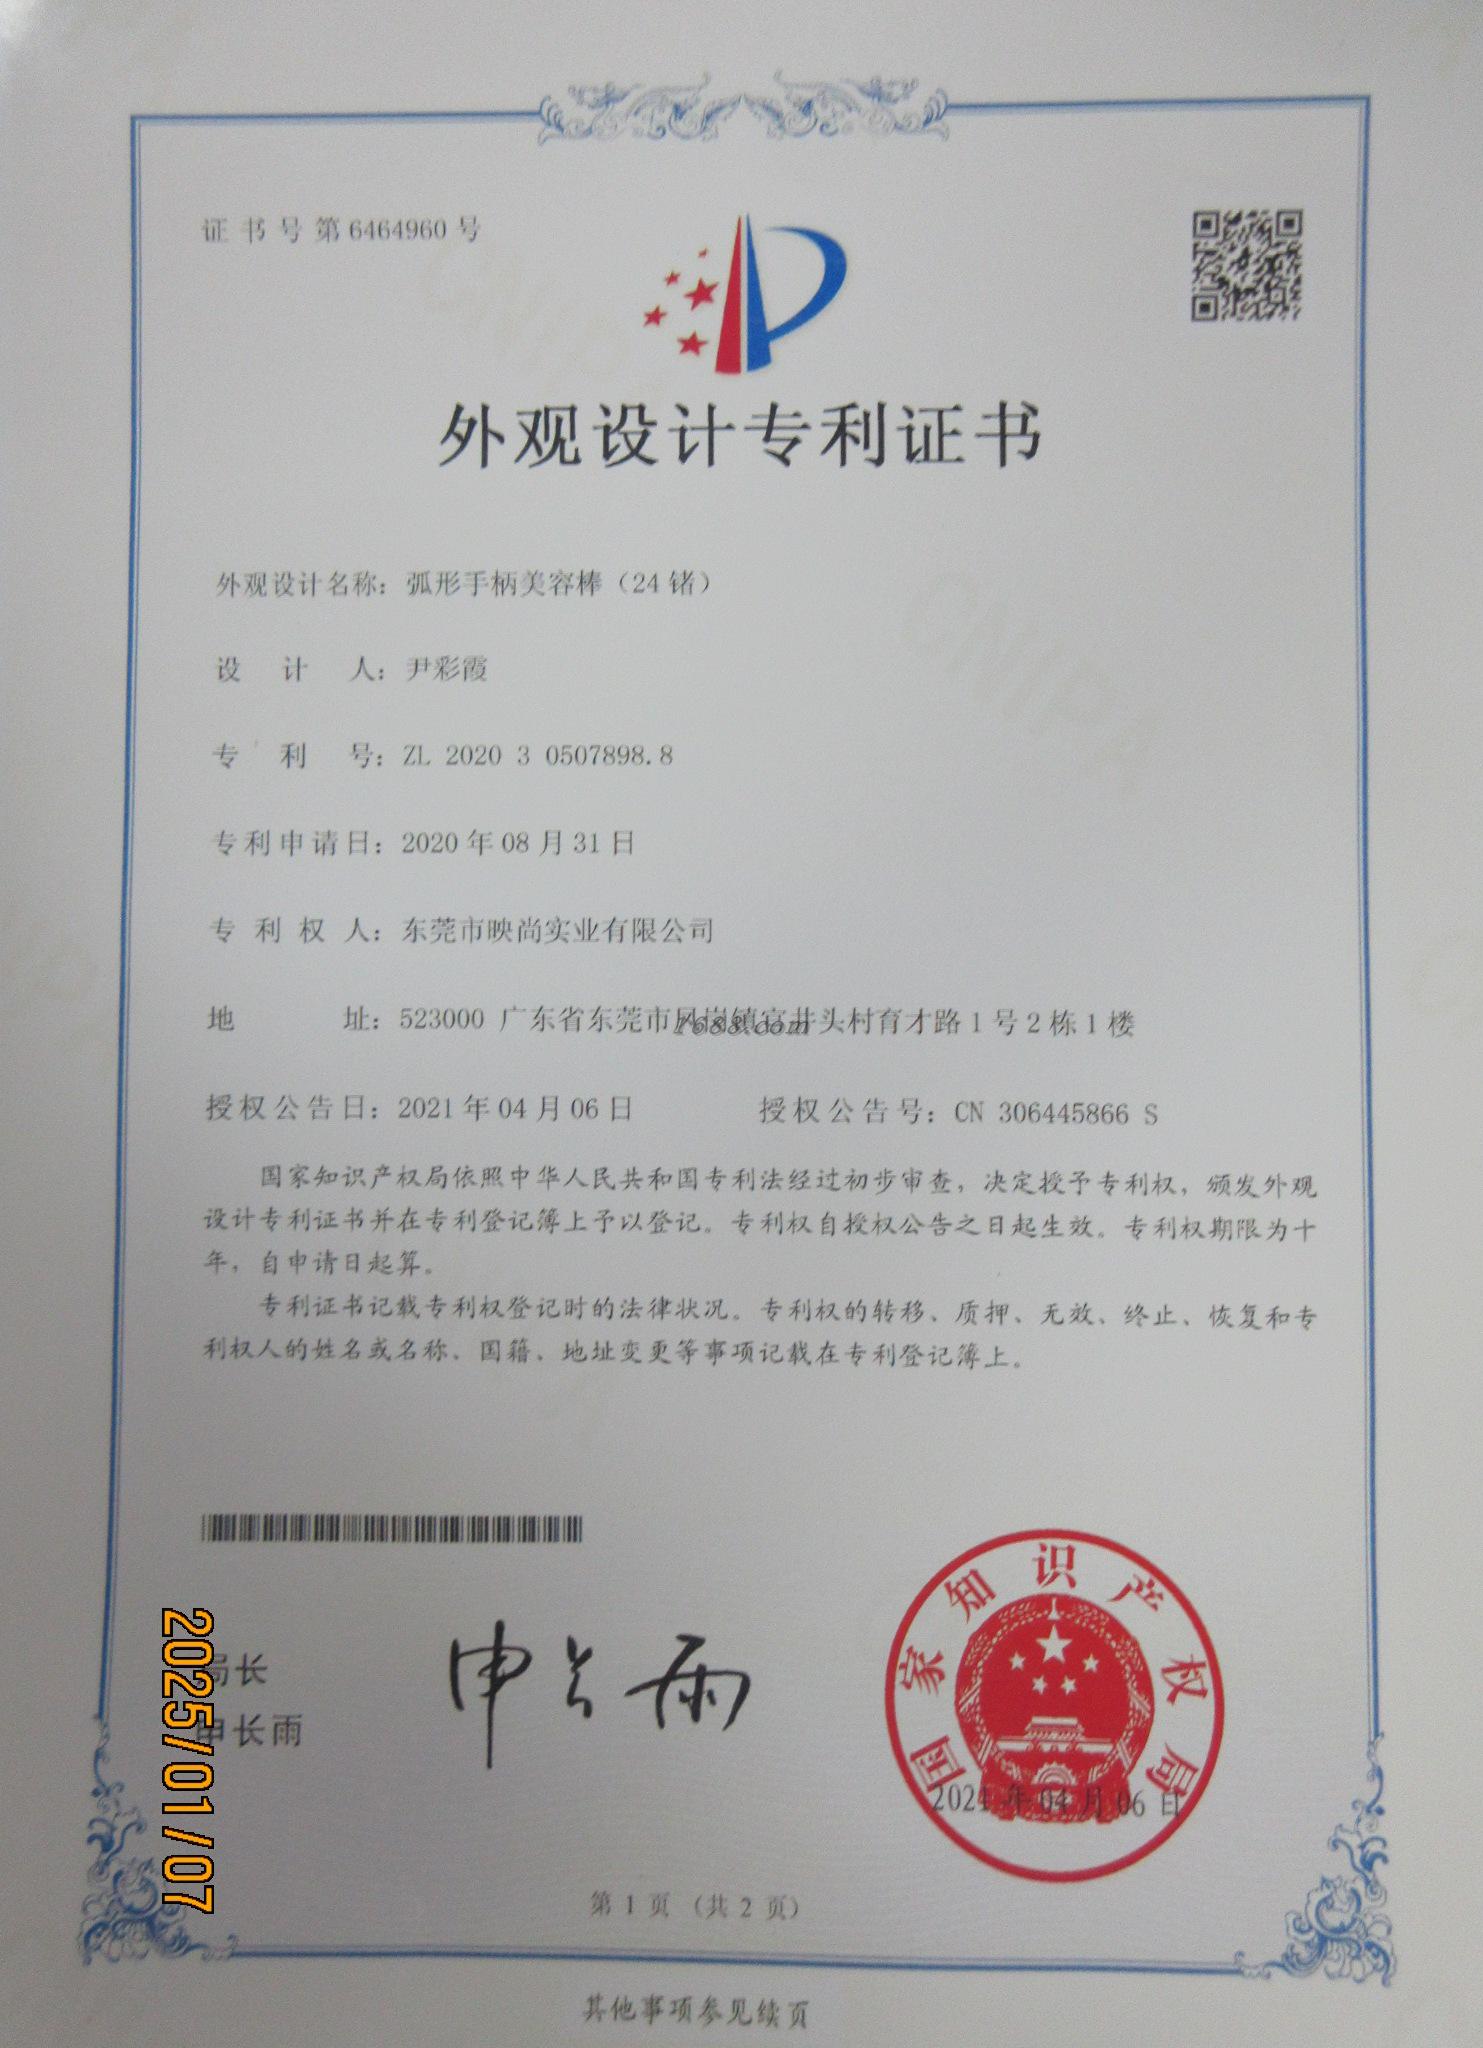 证书号第6464960号
外观设计专利证书
外观设计名称：弧形手柄美容棒（24锗）
设计人：尹彩霞
专利号：ZL 2020 3 0507898.8
专利申请日：2020年08月31日
专利权人：东莞市映尚实业有限公司
地址：523000 广东省东莞市凤岗镇官井头村育才路1号2栋1楼
1688.com
授权公告日：2021年04月06日 授权公告号：CN 306445866 S
国家知识产权局依照中华人民共和国专利法经过初步审查，决定授予专利权，颁发外观
设计专利证书并在专利登记簿上予以登记。专利权自授权公告之日起生效。专利权期限为十
年，自申请日起算。
专利证书记载专利权登记时的法律状况。专利权的转移、质押、无效、终止、恢复和专
利权人的姓名或名称、国籍、地址变更等事项记载在专利登记簿上。
局长
申长雨
申长雨
国家知识产权局
2021年04月06日
2025/01/07
第1页（共2页）
其他事项参见续页